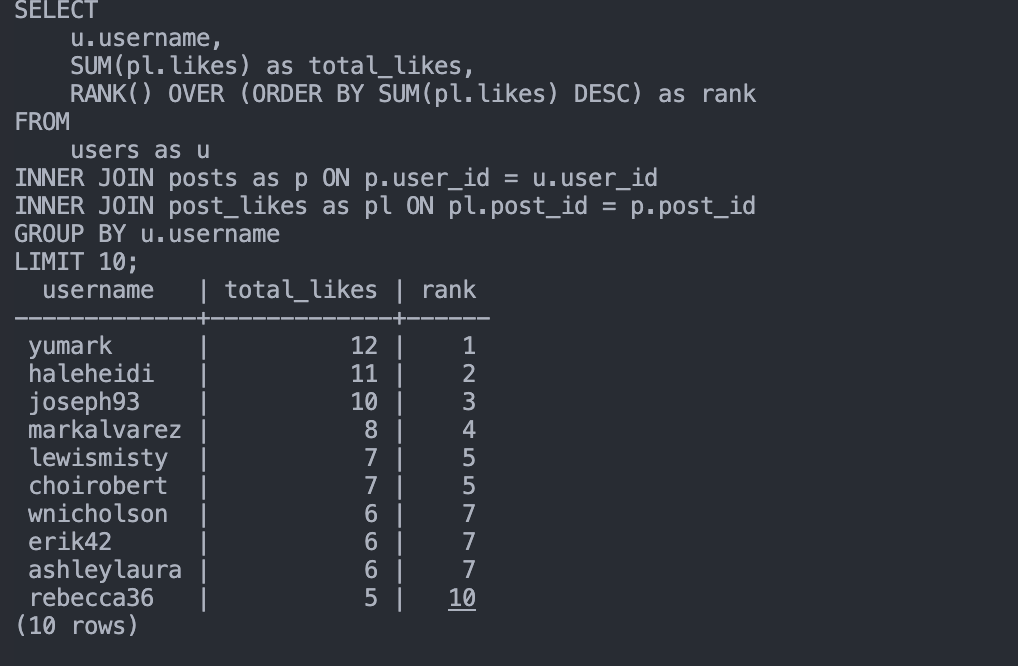 SELECT
    u.username,
    SUM(pl.likes) as total_likes,
    RANK() OVER (ORDER BY SUM(pl.likes) DESC) as rank
FROM
    users as u
INNER JOIN posts as p ON p.user_id = u.user_id
INNER JOIN post_likes as pl ON pl.post_id = p.post_id
GROUP BY u.username
LIMIT 10;
  username   | total_likes | rank
-------------+-------------+------
 yumark      |          12 |    1
 haleheidi   |          11 |    2
 joseph93    |          10 |    3
 markalvarez |           8 |    4
 lewismisty  |           7 |    5
 choirobert  |           7 |    5
 wnicholson  |           6 |    7
 erik42      |           6 |    7
 ashleylaura |           6 |    7
 rebecca36   |           5 |   10
(10 rows)